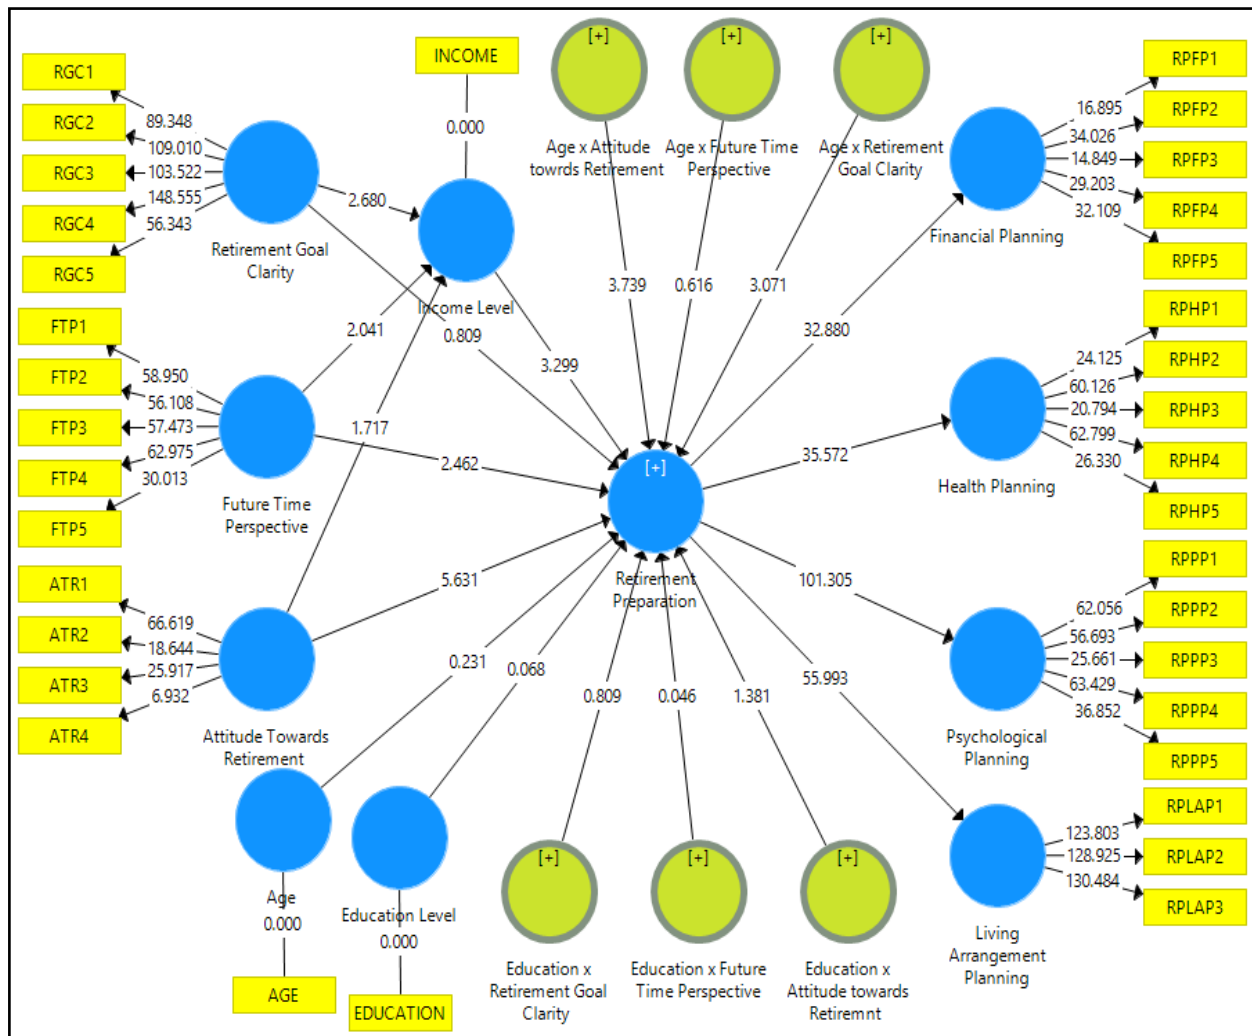 RGC1
RGC2
RGC3
RGC4
RGC5
89.348
109.010
103.522
148.555
56.343
Retirement Goal
Clarity
INCOME
0.000
Income Level
2.680
0.809
2.041
1.717
3.299
FTP1
FTP2
FTP3
FTP4
FTP5
58.950
56.108
57.473
62.975
30.013
Future Time
Perspective
2.462
ATR1
ATR2
ATR3
ATR4
66.619
18.644
25.917
6.932
Attitude Towards
Retirement
5.631
0.231
0.068
Age
0.000
AGE
Education Level
0.000
EDUCATION
[+]
Age x Attitude
towrds Retirement
3.739
[+]
Age x Future Time
Perspective
0.616
[+]
Age x Retirement
Goal Clarity
3.071
[+]
Retirement
Preparation
0.809
0.046
1.381
[+]
Education x
Retirement Goal
Clarity
[+]
Education x Future
Time Perspective
[+]
Education x
Attitude towards
Retiremnt
32.880
35.572
101.305
55.993
Financial Planning
16.895
34.026
14.849
29.203
32.109
RPFP1
RPFP2
RPFP3
RPFP4
RPFP5
Health Planning
24.125
60.126
20.794
62.799
26.330
RPHP1
RPHP2
RPHP3
RPHP4
RPHP5
Psychological
Planning
62.056
56.693
25.661
63.429
36.852
RPPP1
RPPP2
RPPP3
RPPP4
RPPP5
Living
Arrangement
Planning
123.803
128.925
130.484
RPLAP1
RPLAP2
RPLAP3